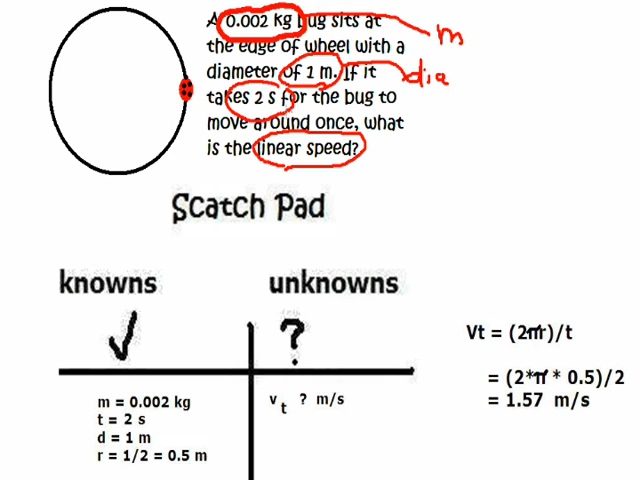 A 0.002 kg bug sits at
the edge of wheel with a
diameter of 1 m. If it
takes 2 s for the bug to
move around once, what
is the linear speed?
m
dia
Scatch Pad
knowns
unknowns
?
m = 0.002 kg
t = 2 s
d = 1 m
r = 1/2 = 0.5 m
vt ? m/s
Vt = (2πr)/t
= (2*π * 0.5)/2
= 1.57 m/s